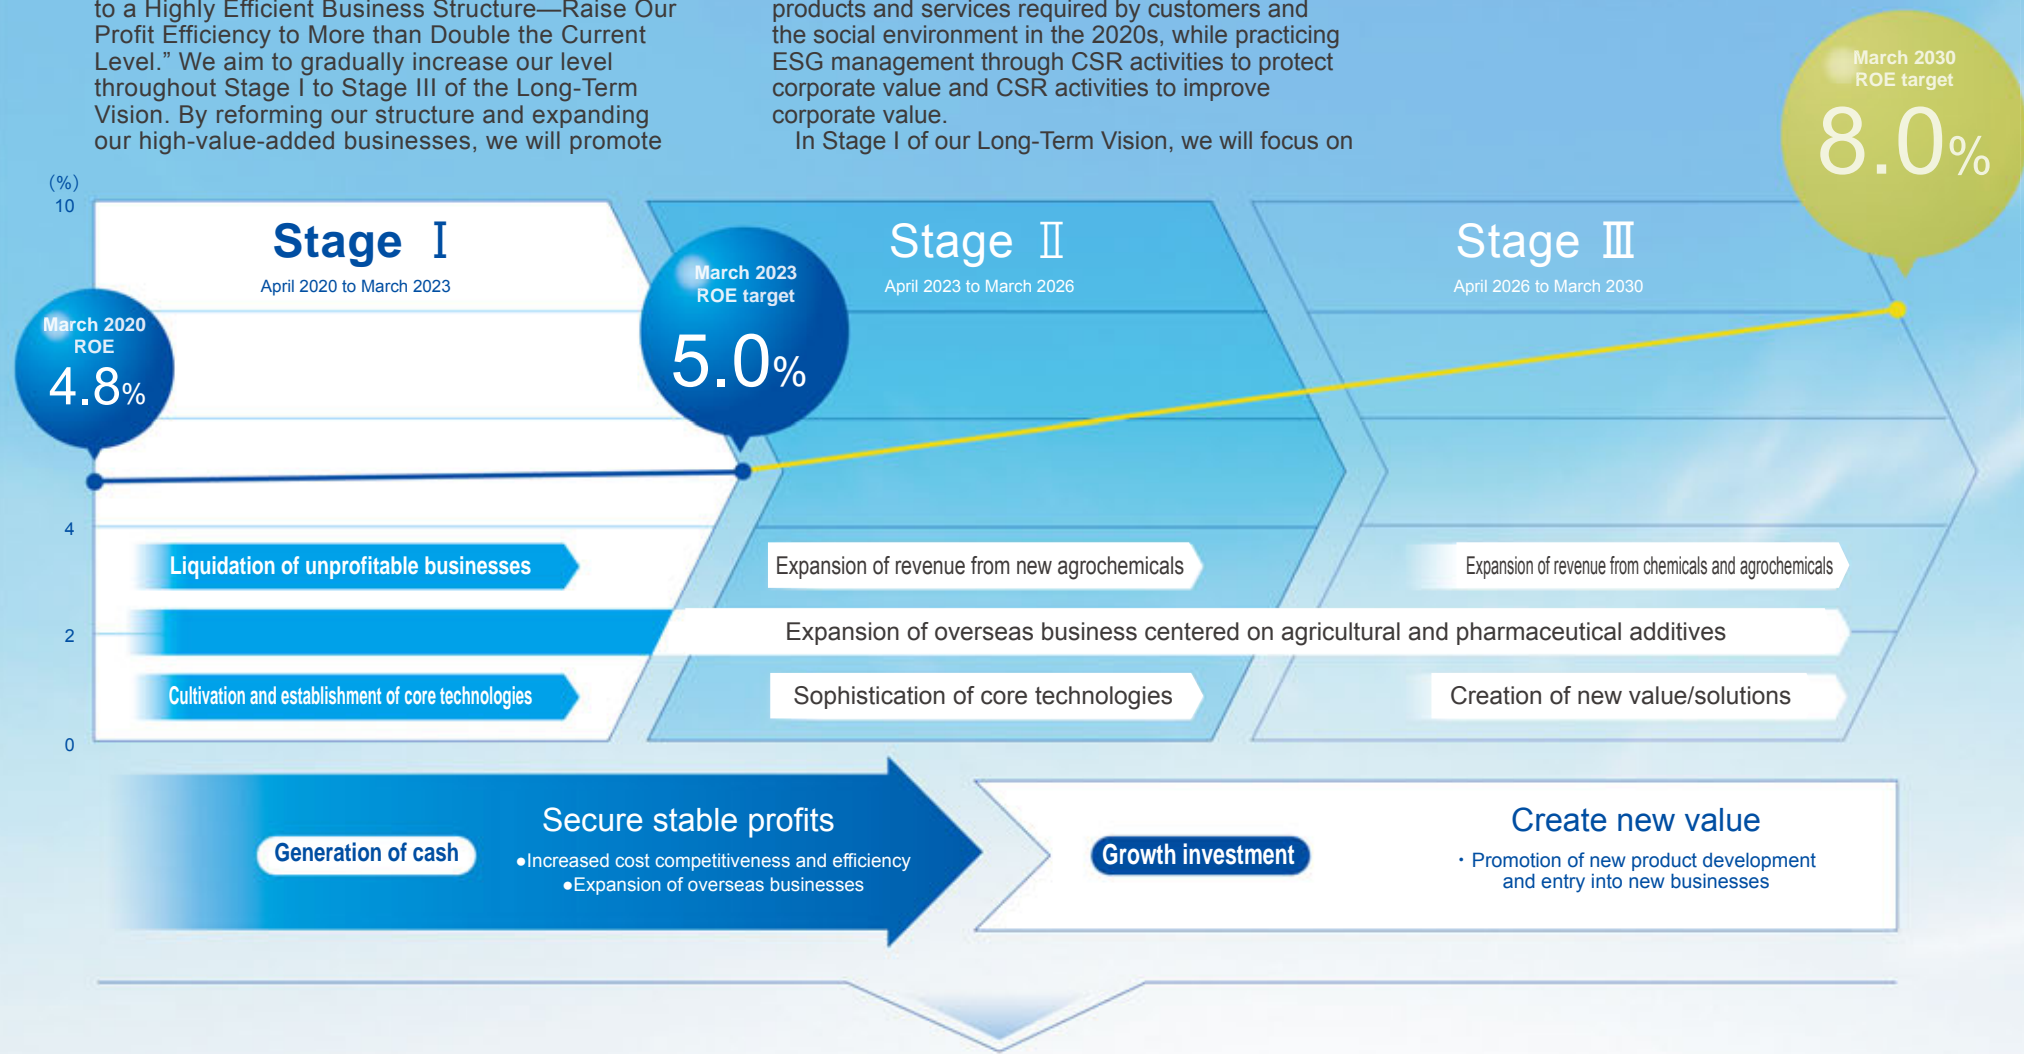 to a Highly Efficient Business Structure—Raise Our
Profit Efficiency to More than Double the Current
Level.” We aim to gradually increase our level
throughout Stage I to Stage III of the Long-Term
Vision. By reforming our structure and expanding
our high-value-added businesses, we will promote
products and services required by customers and
the social environment in the 2020s, while practicing
ESG management through CSR activities to protect
corporate value and CSR activities to improve
corporate value.
In Stage I of our Long-Term Vision, we will focus on
March 2030
ROE target
8.0%
(%)
10
4
2
0
Stage Ⅰ
April 2020 to March 2023
Stage Ⅱ
April 2023 to March 2026
Stage Ⅲ
April 2026 to March 2030
March 2020
ROE
4.8%
March 2023
ROE target
5.0%
Liquidation of unprofitable businesses
Expansion of revenue from new agrochemicals
Expansion of revenue from chemicals and agrochemicals
Expansion of overseas business centered on agricultural and pharmaceutical additives
Cultivation and establishment of core technologies
Sophistication of core technologies
Creation of new value/solutions
Generation of cash
Secure stable profits
●Increased cost competitiveness and efficiency
●Expansion of overseas businesses
Growth investment
Create new value
・Promotion of new product development
and entry into new businesses